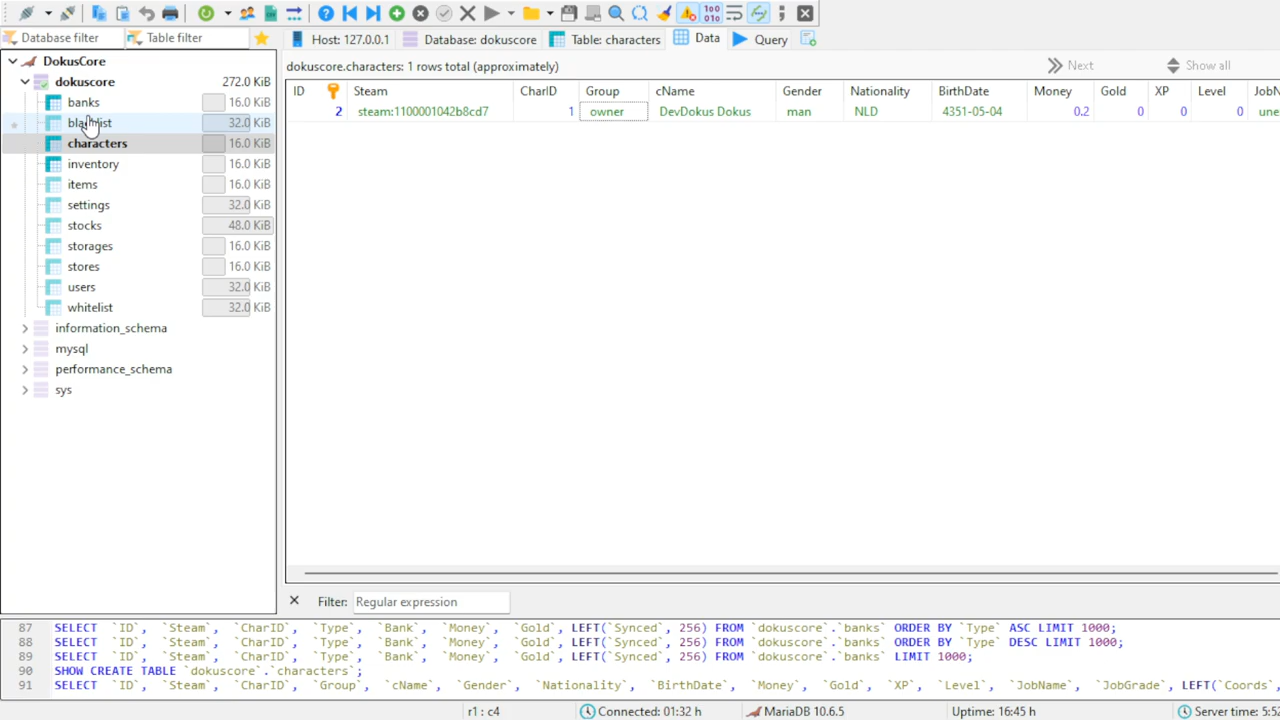 Database filter Table filter Host: 127.0.0.1 Database: dokuscore Table: characters Data Query
DokusCore
dokuscore 272.0 KiB
banks 16.0 KiB
blacklist 32.0 KiB
characters 16.0 KiB
inventory 16.0 KiB
items 16.0 KiB
settings 32.0 KiB
stocks 48.0 KiB
storages 16.0 KiB
stores 16.0 KiB
users 32.0 KiB
whitelist 32.0 KiB
information_schema
mysql
performance_schema
sys
dokuscore.characters: 1 rows total (approximately) Next Show all
ID Steam CharID Group cName Gender Nationality BirthDate Money Gold XP Level JobN
2 steam:1100001042b8cd7 1 owner DevDokus Dokus man NLD 4351-05-04 0.2 0 0 0 une
Filter: Regular expression
87 SELECT `ID`, `Steam`, `CharID`, `Type`, `Bank`, `Money`, `Gold`, LEFT(`Synced`, 256) FROM `dokuscore`.`banks` ORDER BY `Type` ASC LIMIT 1000;
88 SELECT `ID`, `Steam`, `CharID`, `Type`, `Bank`, `Money`, `Gold`, LEFT(`Synced`, 256) FROM `dokuscore`.`banks` ORDER BY `Type` DESC LIMIT 1000;
89 SELECT `ID`, `Steam`, `CharID`, `Type`, `Bank`, `Money`, `Gold`, LEFT(`Synced`, 256) FROM `dokuscore`.`banks` LIMIT 1000;
90 SHOW CREATE TABLE `dokuscore`.`characters`;
91 SELECT `ID`, `Steam`, `CharID`, `Group`, `cName`, `Gender`, `Nationality`, `BirthDate`, `Money`, `Gold`, `XP`, `Level`, `JobName`, `JobGrade`, LEFT(`Coords`,
r1 : c4 Connected: 01:32 h MariaDB 10.6.5 Uptime: 16:45 h Server time: 5:52